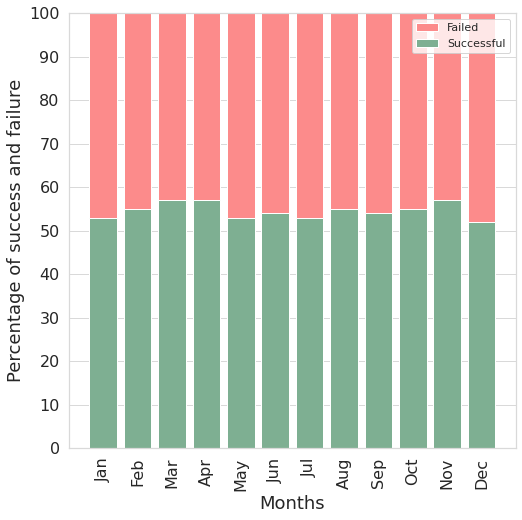 100
90
80
70
60
50
40
30
20
10
0
Percentage of success and failure
Failed
Successful
Jan
Feb
Mar
Apr
May
Jun
Jul
Aug
Sep
Oct
Nov
Dec
Months